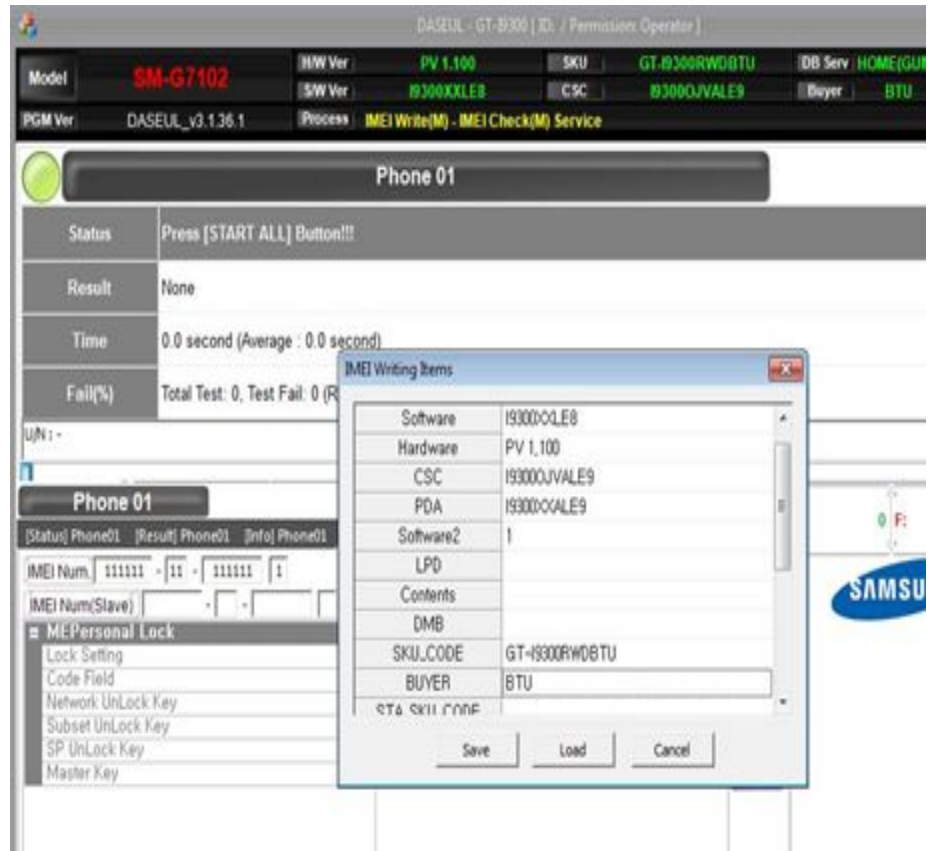 DASEUL - GT-I9300 [ ID: / Permission: Operator ]
Model SM-G7102 H/W Ver PV 1.100 SKU GT-I9300RWDBTU DB Serv HOME(GUM
S/W Ver I9300XXLE8 CSC I9300OJVALE9 Buyer BTU
PGM Ver DASEUL_v3.1.36.1 Process IMEI Write(M) - IMEI Check(M) Service
Phone 01
Status Press [START ALL] Button!!!
Result None
Time 0.0 second (Average : 0.0 second)
Fail(%) Total Test: 0, Test Fail: 0 (R
U/N : -
Phone 01
[Status] Phone01 [Result] Phone01 [Info] Phone01
IMEI Num. 111111 - 11 - 111111 1
IMEI Num(Slave) - -
MEPersonal Lock
Lock Setting
Code Field
Network UnLock Key
Subset UnLock Key
SP UnLock Key
Master Key
IMEI Writing Items
Software I9300XXLE8
Hardware PV 1,100
CSC I9300OJVALE9
PDA I9300XXALE9
Software2 1
LPD
Contents
DMB
SKU_CODE GT-I9300RWDBTU
BUYER BTU
STA_SKU_CODE
Save Load Cancel
0 F:
SAMSU